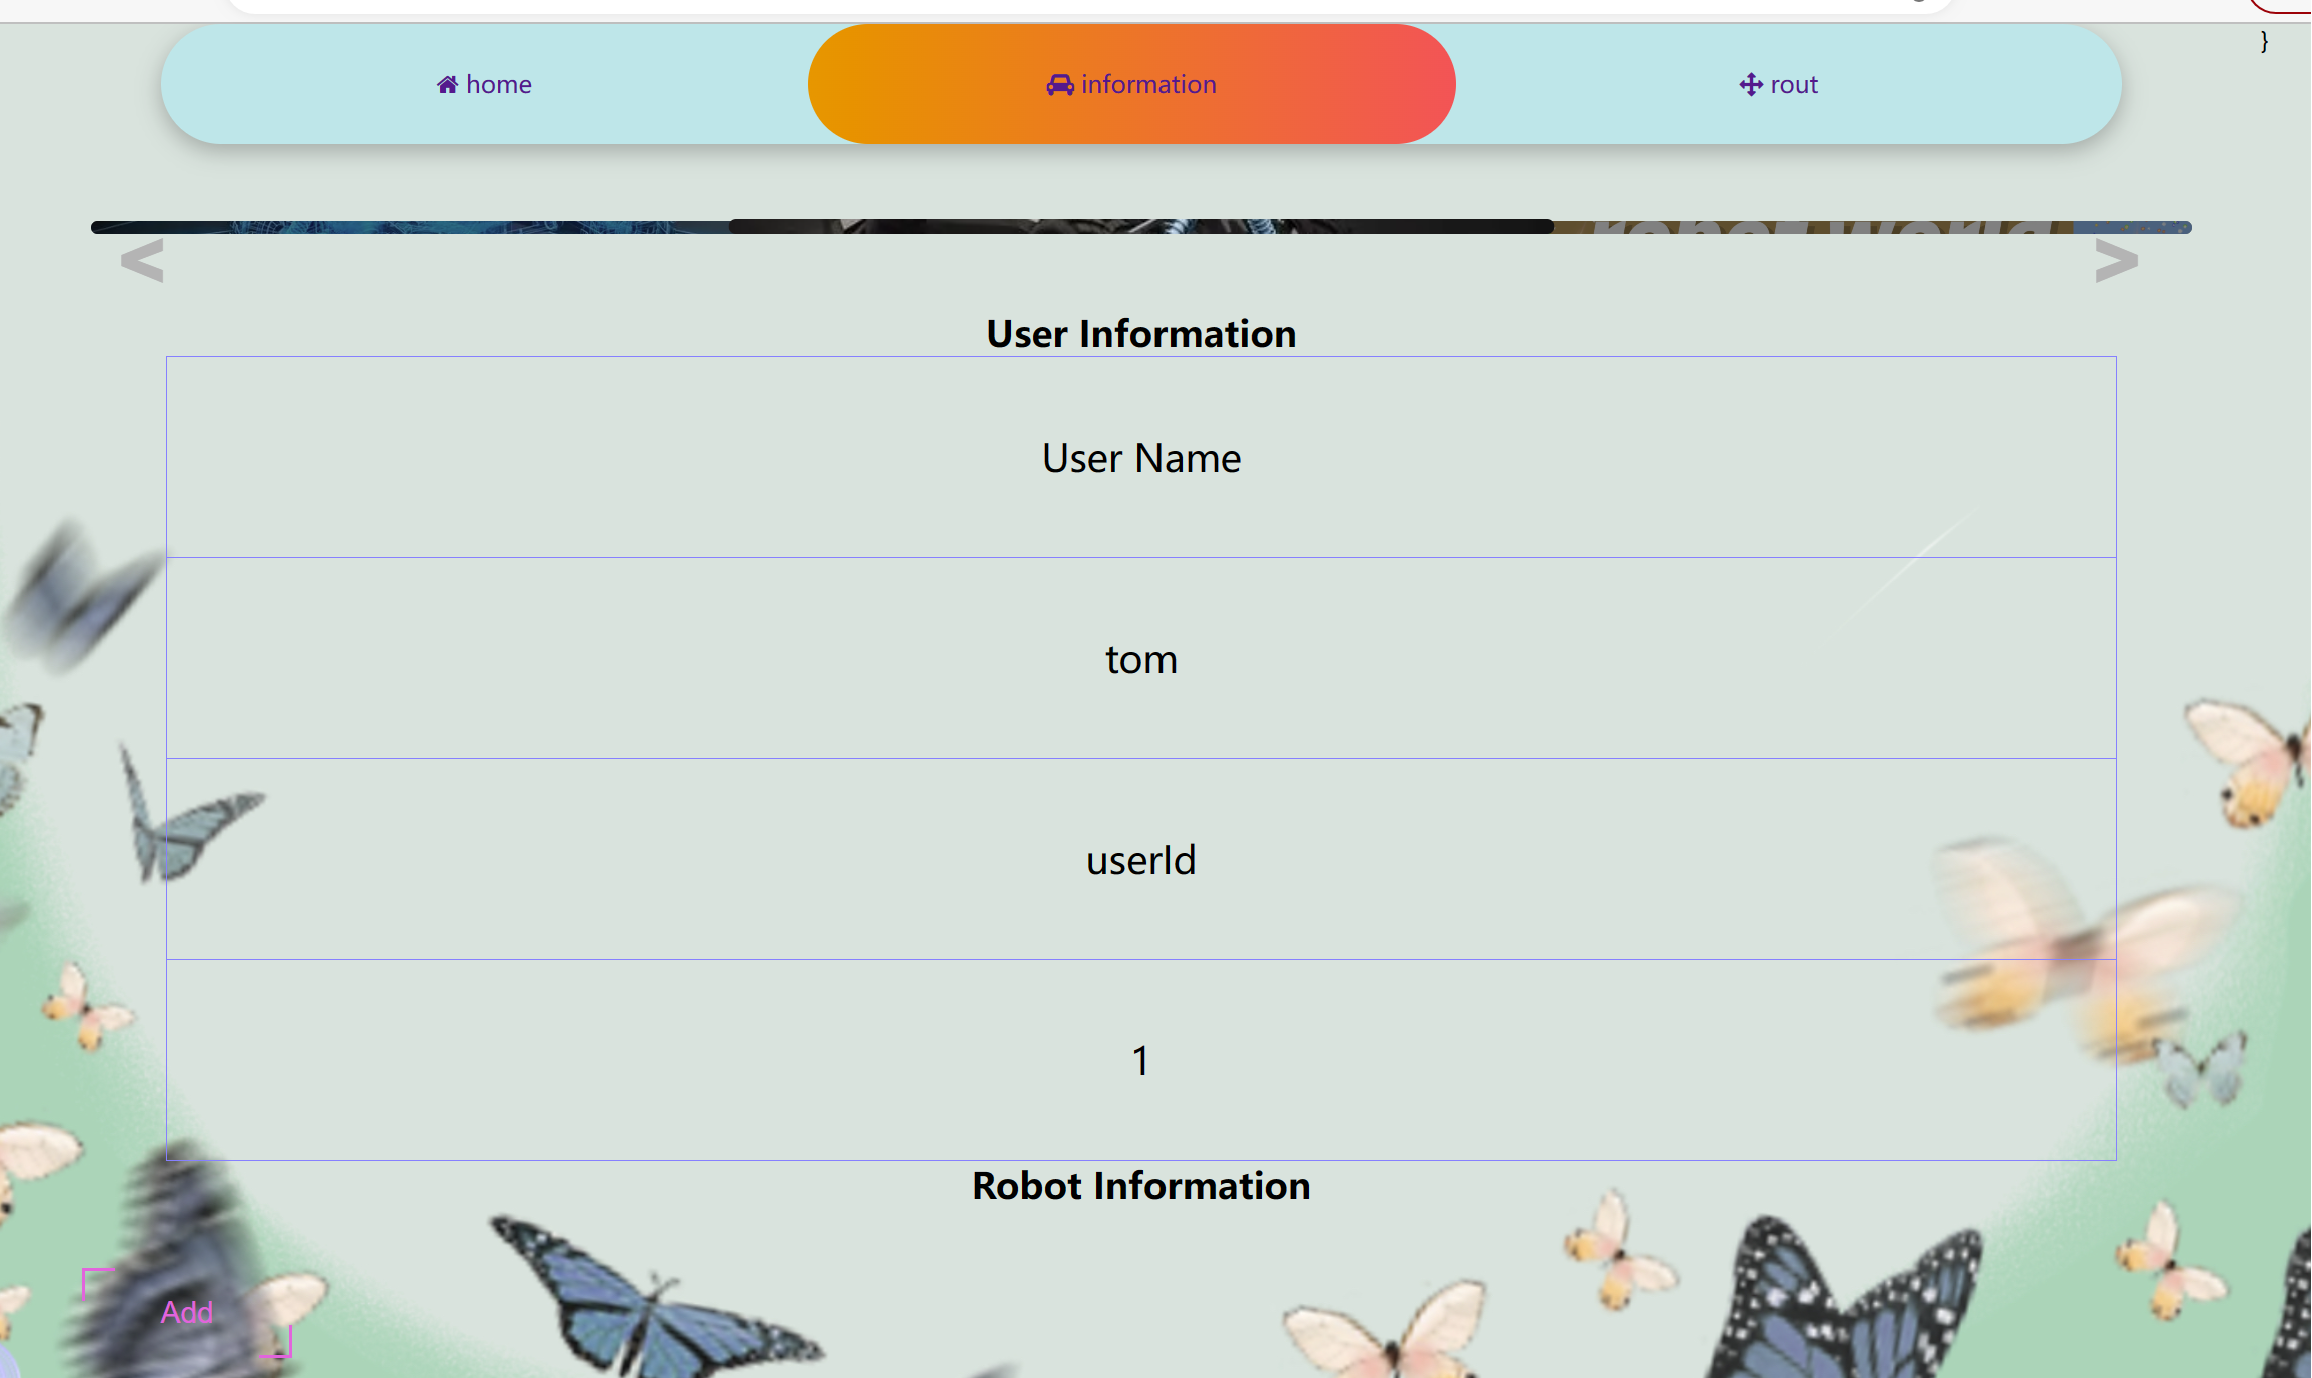 home
information
rout
}
<
>
User Information
User Name
tom
userId
1
Robot Information
Add